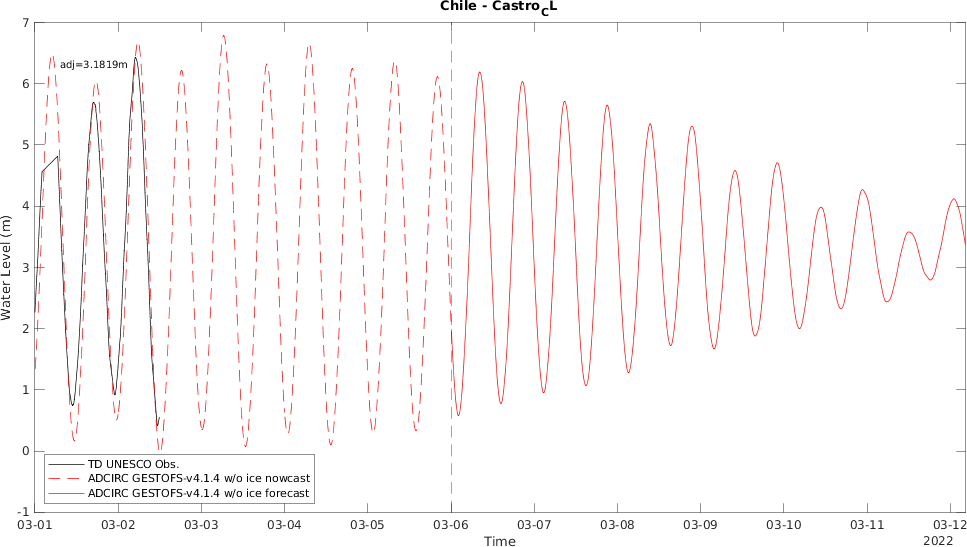 Chile - Castro_CL
adj=3.1819m
Water Level (m)
7
6
5
4
3
2
1
0
-1
TD UNESCO Obs.
ADCIRC GESTOFS-v4.1.4 w/o ice nowcast
ADCIRC GESTOFS-v4.1.4 w/o ice forecast
03-01 03-02 03-03 03-04 03-05 03-06 03-07 03-08 03-09 03-10 03-11 03-12
Time
2022